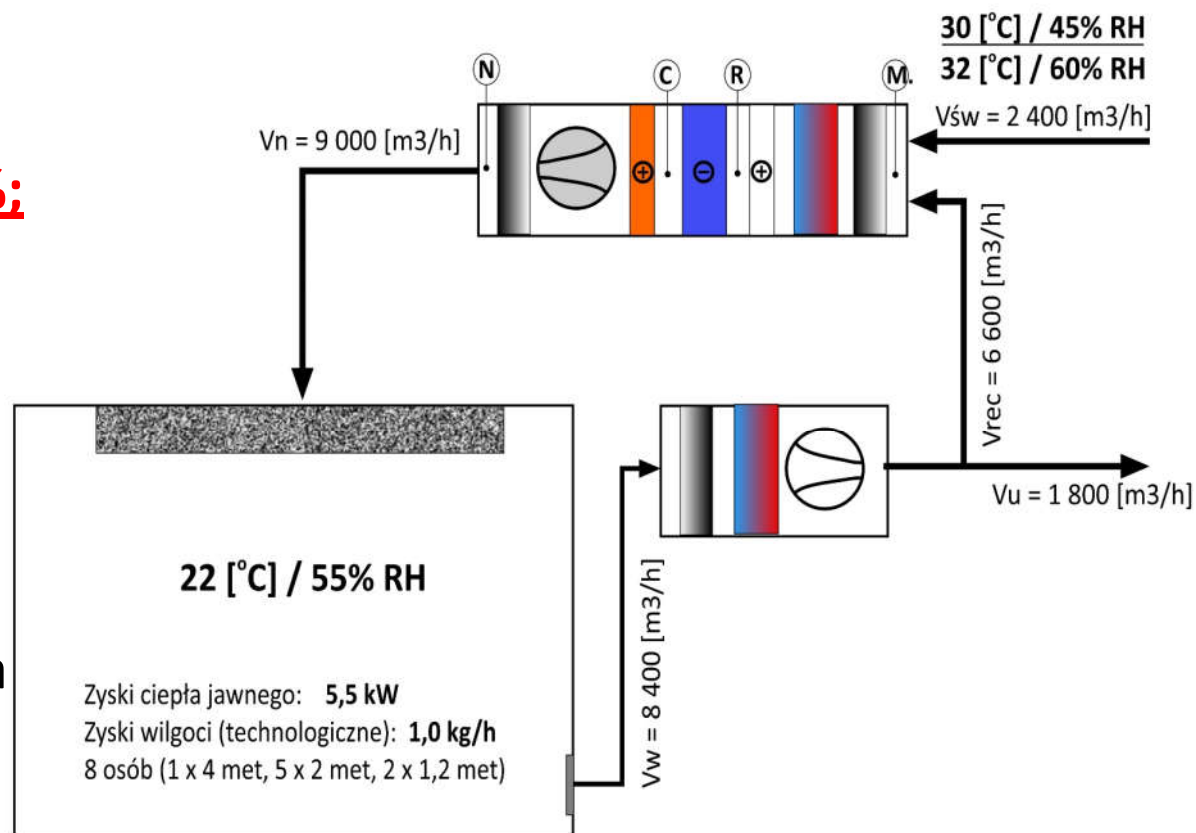 30 [°C] / 45% RH
32 [°C] / 60% RH
N
C
R
M.
Vśw = 2 400 [m3/h]
Vn = 9 000 [m3/h]
%;
Vrec = 6 600 [m3/h]
Vu = 1 800 [m3/h]
22 [°C] / 55% RH
Vw = 8 400 [m3/h]
Zyski ciepła jawnego: 5,5 kW
Zyski wilgoci (technologiczne): 1,0 kg/h
8 osób (1 x 4 met, 5 x 2 met, 2 x 1,2 met)